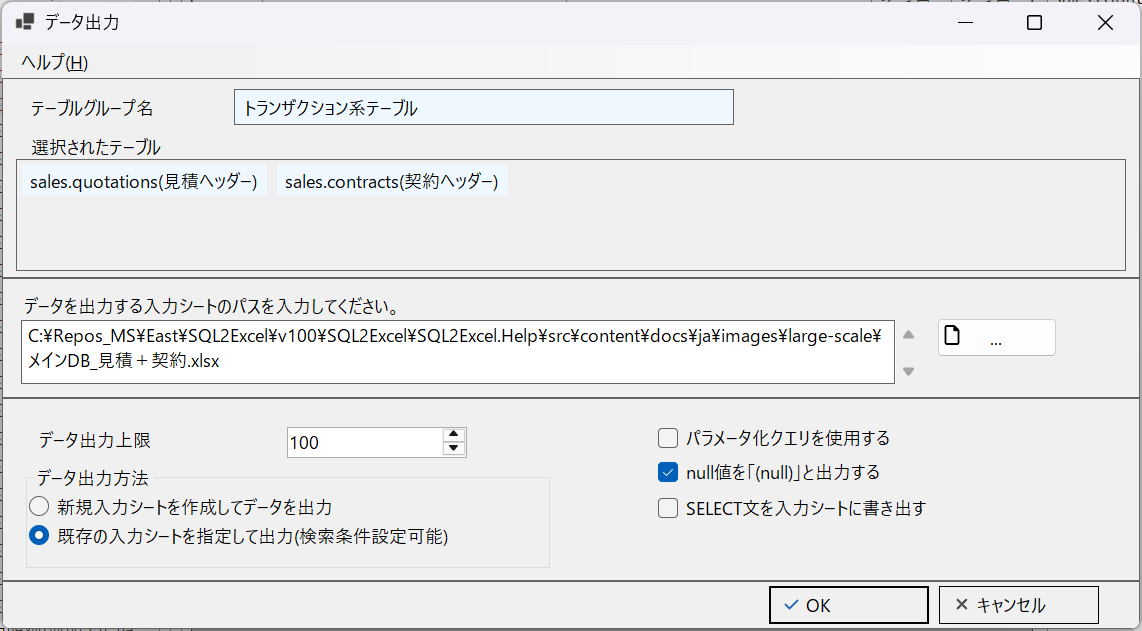 データ出力
ヘルプ(H)
テーブルグループ名
トランザクション系テーブル
選択されたテーブル
sales.quotations(見積ヘッダー) sales.contracts(契約ヘッダー)
データを出力する入力シートのパスを入力してください。
C:¥Repos_MS¥East¥SQL2Excel¥v100¥SQL2Excel¥SQL2Excel.Help¥src¥content¥docs¥ja¥images¥large-scale¥
メインDB_見積＋契約.xlsx
...
データ出力上限
100
データ出力方法
新規入力シートを作成してデータを出力
既存の入力シートを指定して出力(検索条件設定可能)
パラメータ化クエリを使用する
null値を｢(null)｣と出力する
SELECT文を入力シートに書き出す
OK
キャンセル